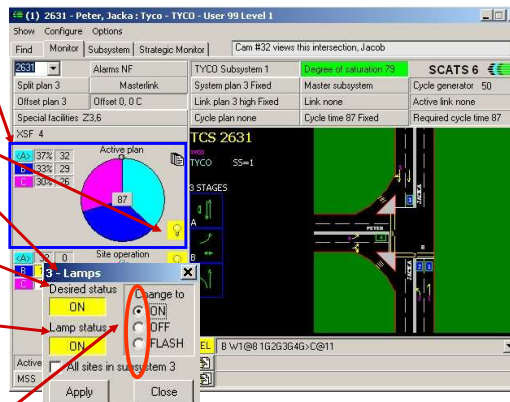 (1) 2631 - Peter, Jacka : Tyco - TYCO - User 99 Level 1
Show Configure Options
Find Monitor Subsystem Strategic Monitor Cam #32 views this intersection, Jacob
2631 Alarms NF TYCO Subsystem 1 Degree of saturation 79 SCATS 6
Split plan 3 Masterlink System plan 3 Fixed Master subsystem Cycle generator 50
Offset plan 3 Offset 0, 0 C Link plan 3 high Fixed Link none Active link none
Special facilities Z3,6 Cycle plan none Cycle time 87 Fixed Required cycle time 87
XSF 4
Active plan
<A> 37% 32
B 33% 29
C 30% 26
87
TCS 2631
TYCO
TYCO SS=1
3 STAGES
A
B
C
PETER
JACKA
JACKA
Site operation
<A> 32 0
B
C
3 - Lamps
Desired status
ON
Lamp status
ON
Change to
ON
OFF
FLASH
All sites in subsystem 3
Apply Close
Active
MSS
EL B W1@8 1G2G3G4G>C@11